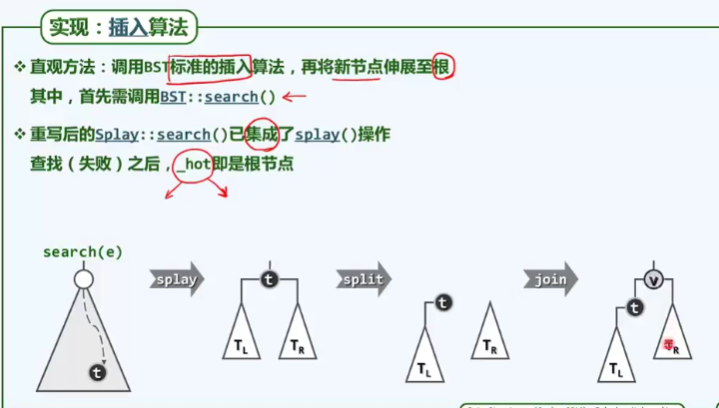 实现：插入算法
❖ 直观方法：调用BST标准的插入算法，再将新节点伸展至根
其中，首先需调用BST::search()
❖ 重写后的Splay::search()已集成了splay()操作
查找（失败）之后，_hot即是根节点
search(e)
splay
split
join
t
t
T_L
T_R
t
T_L
T_R
v
t
T_L
R